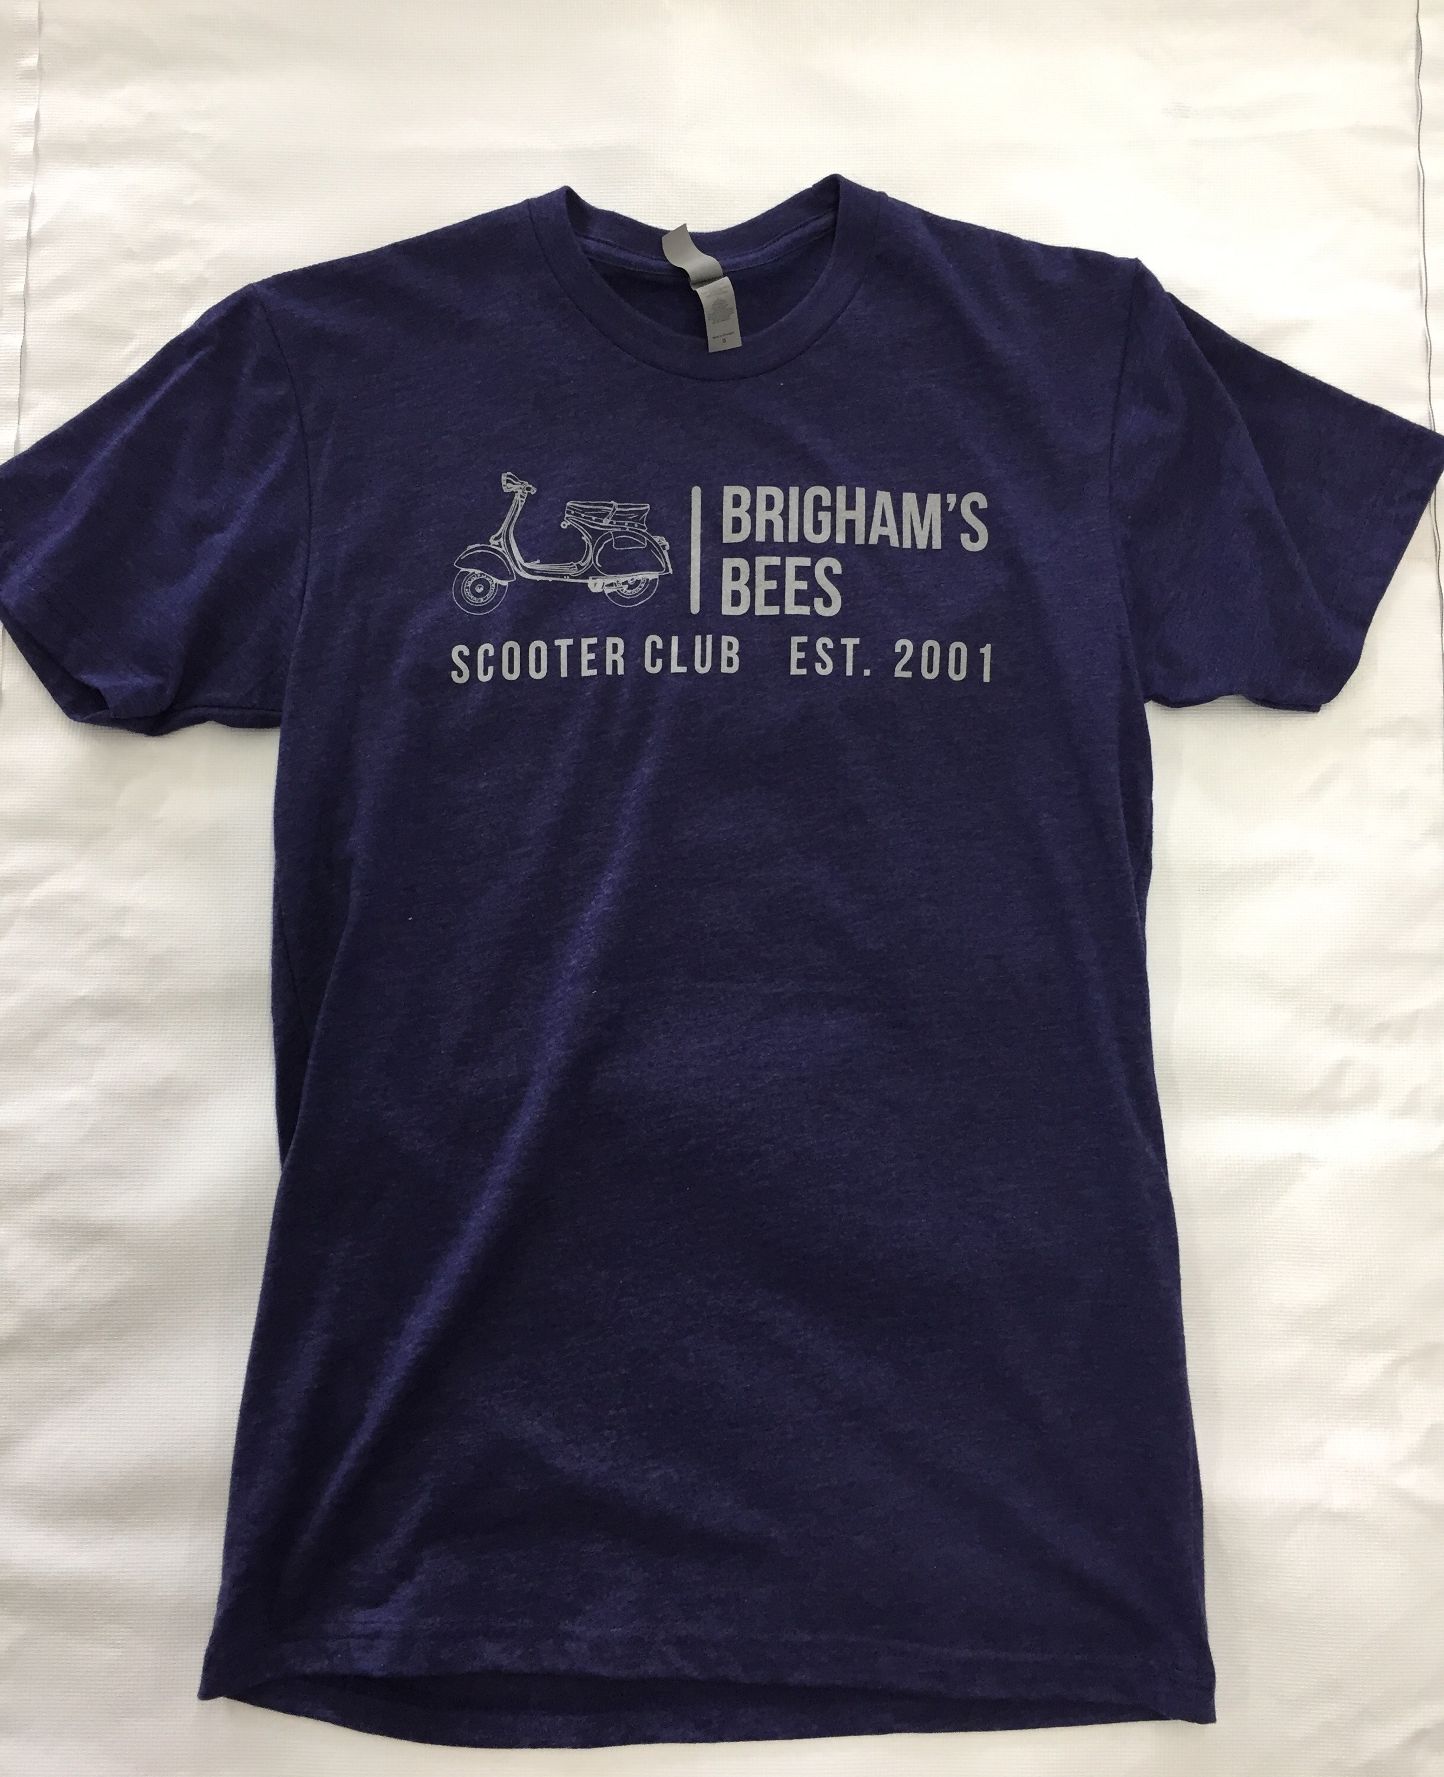 BRIGHAM'S
BEES
SCOOTER CLUB EST. 2001